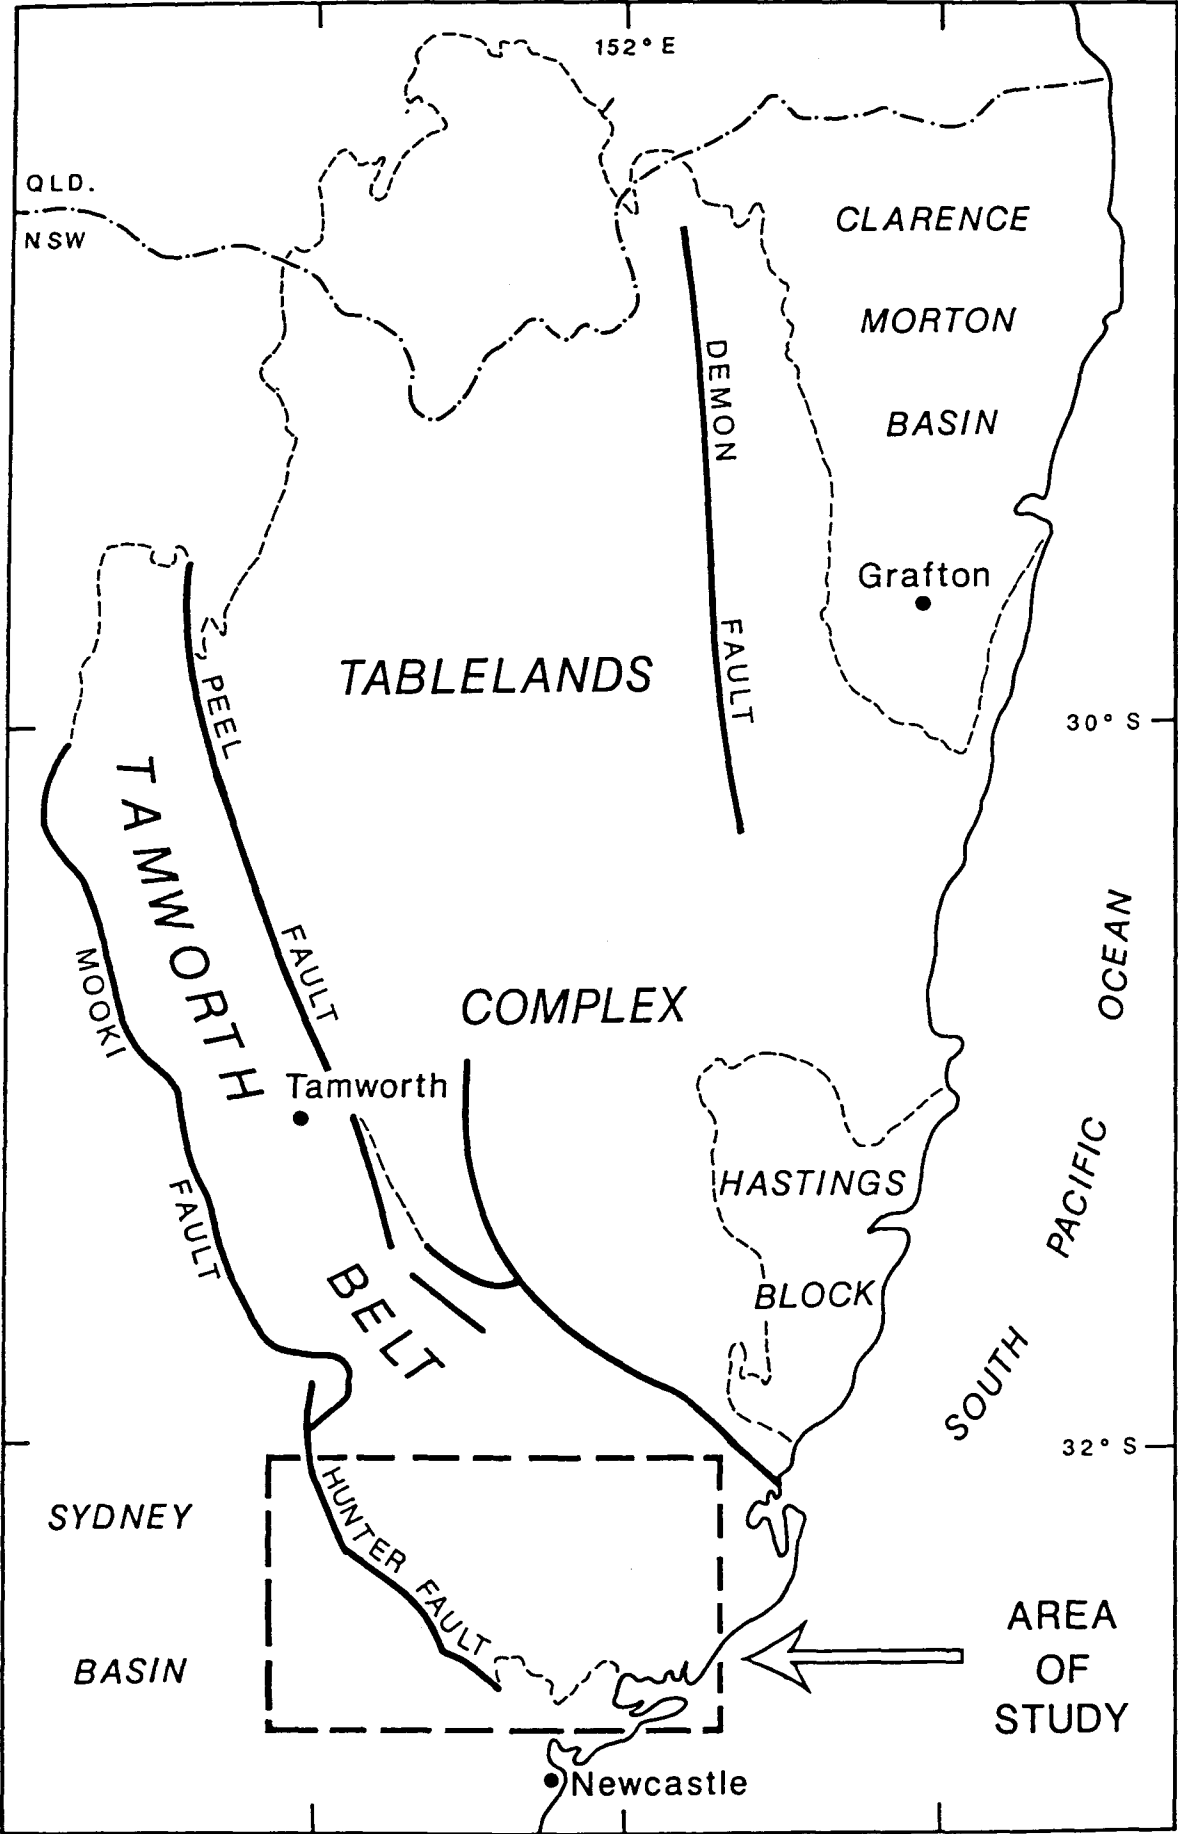 152° E
QLD.
NSW
CLARENCE
MORTON
BASIN
DEMON
FAULT
Grafton
TABLELANDS
PEEL
FAULT
30° S
TAMWORTH
BELT
MOOKI
FAULT
COMPLEX
Tamworth
HASTINGS
BLOCK
SOUTH
PACIFIC
OCEAN
32° S
SYDNEY
BASIN
HUNTER FAULT
AREA
OF
STUDY
Newcastle